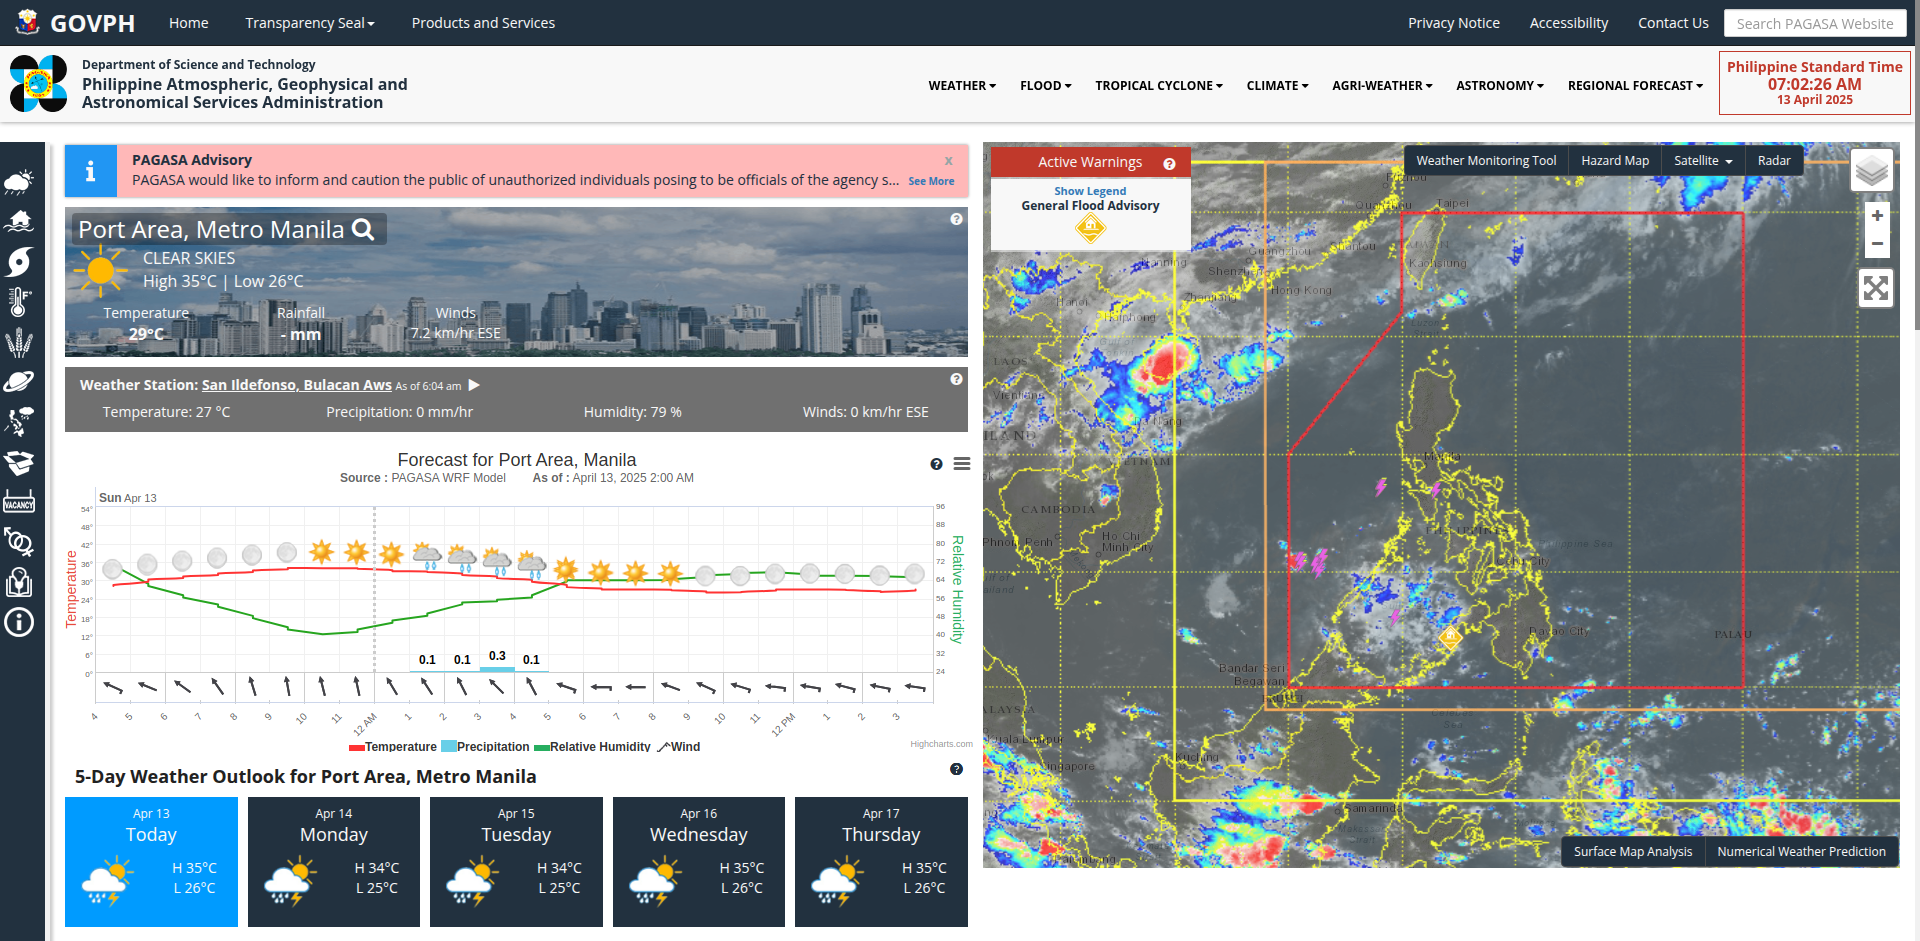 GOVPH
Home
Transparency Seal
Products and Services
Privacy Notice
Accessibility
Contact Us
Search PAGASA Website
Department of Science and Technology
Philippine Atmospheric, Geophysical and
Astronomical Services Administration
WEATHER
FLOOD
TROPICAL CYCLONE
CLIMATE
AGRI-WEATHER
ASTRONOMY
REGIONAL FORECAST
Philippine Standard Time
07:02:26 AM
13 April 2025
VACANCY
PAGASA Advisory
x
PAGASA would like to inform and caution the public of unauthorized individuals posing to be officials of the agency s... See More
Port Area, Metro Manila
CLEAR SKIES
High 35°C | Low 26°C
Temperature
29°C
Rainfall
- mm
Winds
7.2 km/hr ESE
Weather Station: San Ildefonso, Bulacan Aws As of 6:04 am
Temperature: 27 °C
Precipitation: 0 mm/hr
Humidity: 79 %
Winds: 0 km/hr ESE
Forecast for Port Area, Manila
Source : PAGASA WRF Model As of : April 13, 2025 2:00 AM
Sun Apr 13
54°
48°
42°
36°
30°
24°
18°
12°
6°
0°
Temperature
96
88
80
72
64
56
48
40
32
24
Relative Humidity
0.1 0.1 0.3 0.1
4 5 6 7 8 9 10 11 12 AM 1 2 3 4 5 6 7 8 9 10 11 12 PM 1 2 3
Temperature Precipitation Relative Humidity Wind
Highcharts.com
5-Day Weather Outlook for Port Area, Metro Manila
Apr 13
Today
H 35°C
L 26°C
Apr 14
Monday
H 34°C
L 25°C
Apr 15
Tuesday
H 34°C
L 25°C
Apr 16
Wednesday
H 35°C
L 26°C
Apr 17
Thursday
H 35°C
L 26°C
Active Warnings
Show Legend
General Flood Advisory
Weather Monitoring Tool
Hazard Map
Satellite
Radar
+
−
Taipei
Kaohsiung
Guangzhou
Shenzhen
Hong Kong
Hanoi
Haiphong
LAOS
CAMBODIA
Phnom Penh
Ho Chi
Minh City
Manila
Davao City
PALAU
Bandar Seri
Begawan
Kuching
Samarinda
Surface Map Analysis
Numerical Weather Prediction